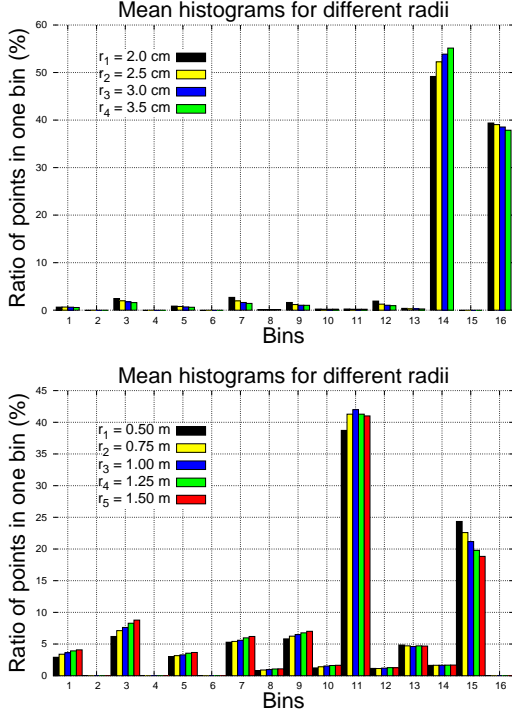 Mean histograms for different radii
Ratio of points in one bin (%)
60
50
40
30
20
10
0
r1 = 2.0 cm
r2 = 2.5 cm
r3 = 3.0 cm
r4 = 3.5 cm
1 2 3 4 5 6 7 8 9 10 11 12 13 14 15 16
Bins
Mean histograms for different radii
Ratio of points in one bin (%)
45
40
35
30
25
20
15
10
5
0
r1 = 0.50 m
r2 = 0.75 m
r3 = 1.00 m
r4 = 1.25 m
r5 = 1.50 m
1 2 3 4 5 6 7 8 9 10 11 12 13 14 15 16
Bins